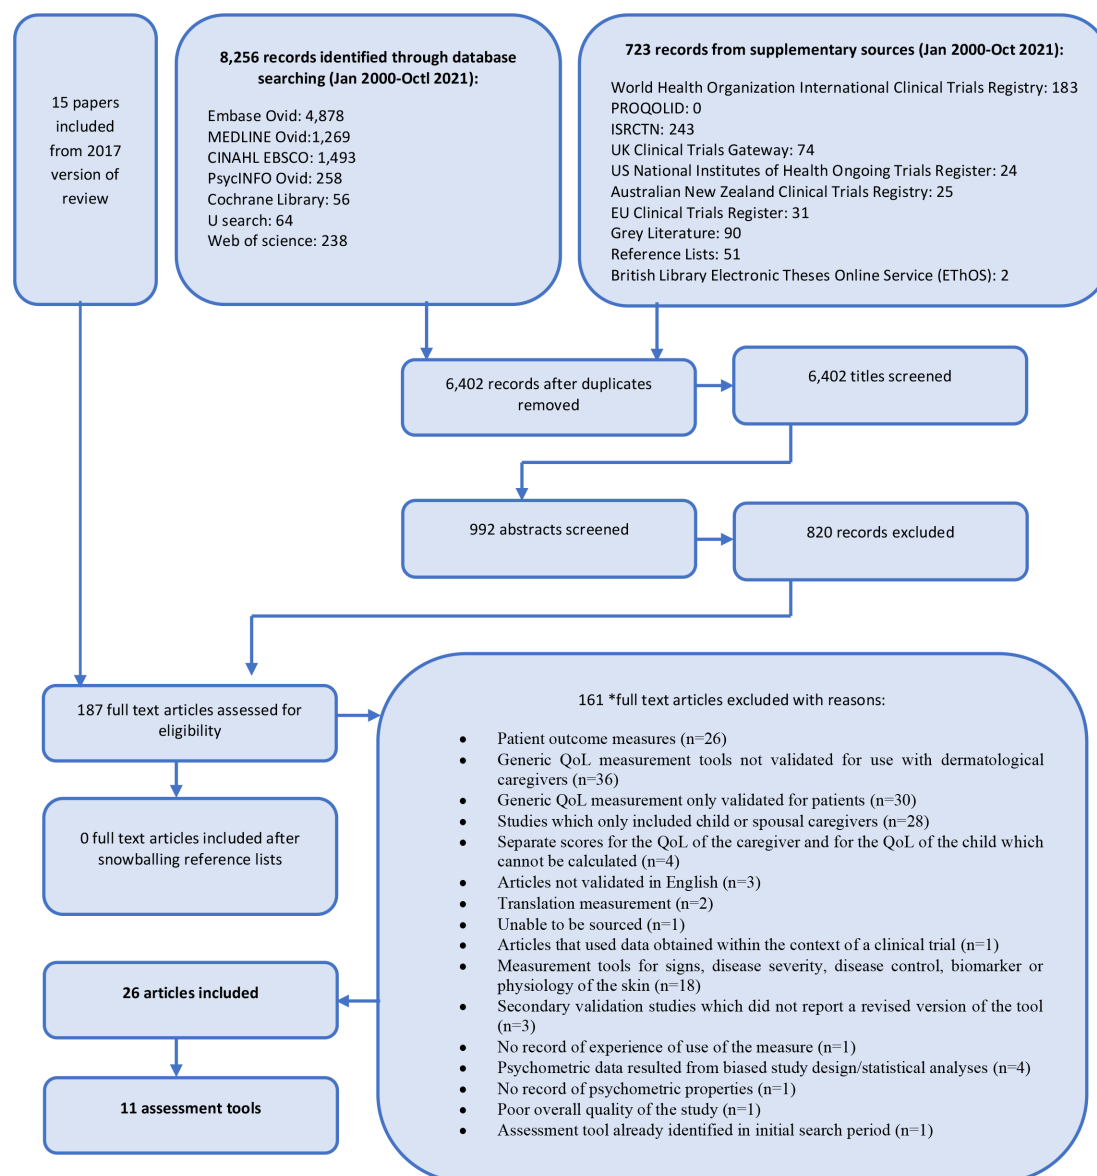 15 papers
included
from 2017
version of
review
8,256 records identified through database
searching (Jan 2000-Octl 2021):
Embase Ovid: 4,878
MEDLINE Ovid:1,269
CINAHL EBSCO: 1,493
PsycINFO Ovid: 258
Cochrane Library: 56
U search: 64
Web of science: 238
723 records from supplementary sources (Jan 2000-Oct 2021):
World Health Organization International Clinical Trials Registry: 183
PROQOLID: 0
ISRCTN: 243
UK Clinical Trials Gateway: 74
US National Institutes of Health Ongoing Trials Register: 24
Australian New Zealand Clinical Trials Registry: 25
EU Clinical Trials Register: 31
Grey Literature: 90
Reference Lists: 51
British Library Electronic Theses Online Service (EThOS): 2
6,402 records after duplicates
removed
6,402 titles screened
992 abstracts screened
820 records excluded
187 full text articles assessed for
eligibility
0 full text articles included after
snowballing reference lists
161 *full text articles excluded with reasons:
• Patient outcome measures (n=26)
• Generic QoL measurement tools not validated for use with dermatological
caregivers (n=36)
• Generic QoL measurement only validated for patients (n=30)
• Studies which only included child or spousal caregivers (n=28)
• Separate scores for the QoL of the caregiver and for the QoL of the child which
cannot be calculated (n=4)
• Articles not validated in English (n=3)
• Translation measurement (n=2)
• Unable to be sourced (n=1)
• Articles that used data obtained within the context of a clinical trial (n=1)
• Measurement tools for signs, disease severity, disease control, biomarker or
physiology of the skin (n=18)
• Secondary validation studies which did not report a revised version of the tool
(n=3)
• No record of experience of use of the measure (n=1)
• Psychometric data resulted from biased study design/statistical analyses (n=4)
• No record of psychometric properties (n=1)
• Poor overall quality of the study (n=1)
• Assessment tool already identified in initial search period (n=1)
26 articles included
11 assessment tools